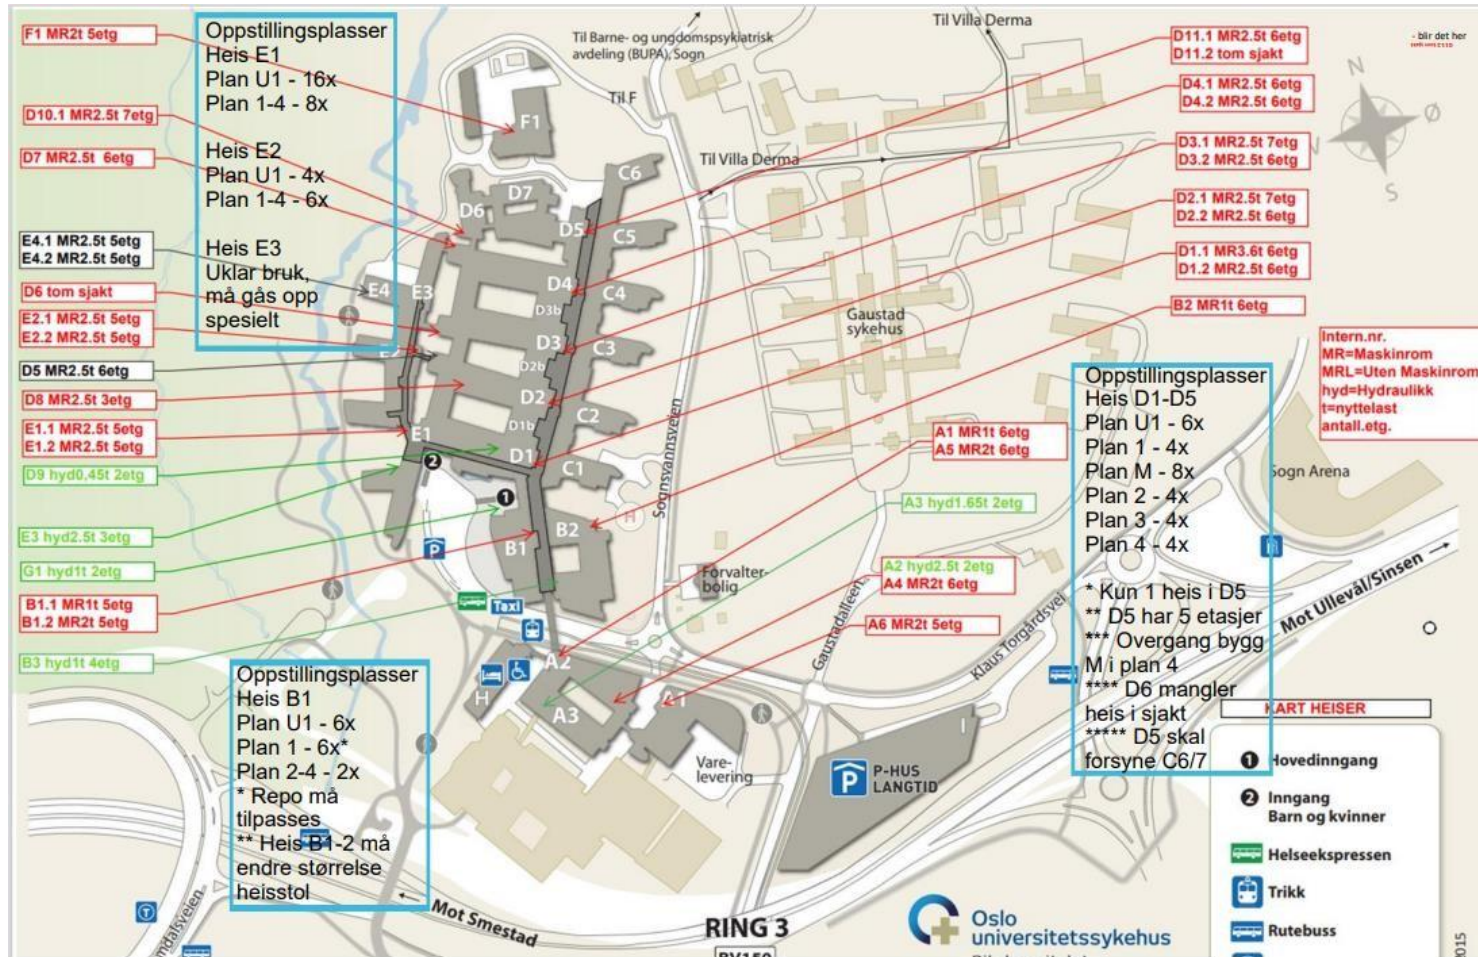 F1 MR2t 5etg
D10.1 MR2.5t 7etg
D7 MR2.5t 6etg
E4.1 MR2.5t 5etg
E4.2 MR2.5t 5etg
D6 tom sjakt
E2.1 MR2.5t 5etg
E2.2 MR2.5t 5etg
D5 MR2.5t 6etg
D8 MR2.5t 3etg
E1.1 MR2.5t 5etg
E1.2 MR2.5t 5etg
D9 hyd0,45t 2etg
E3 hyd2.5t 3etg
G1 hyd1t 2etg
B1.1 MR1t 5etg
B1.2 MR2t 5etg
B3 hyd1t 4etg
Oppstillingsplasser
Heis E1
Plan U1 - 16x
Plan 1-4 - 8x
Heis E2
Plan U1 - 4x
Plan 1-4 - 6x
Heis E3
Uklar bruk,
må gås opp
spesielt
Oppstillingsplasser
Heis B1
Plan U1 - 6x
Plan 1 - 6x*
Plan 2-4 - 2x
* Repo må
tilpasses
** Heis B1-2 må
endre størrelse
heisstol
Til Barne- og ungdomspsykiatrisk
avdeling (BUPA), Sogn
Til F
Til Villa Derma
Til Villa Derma
F1
C6
D7
D6
D5
C5
E4
E3
D4
C4
D3b
D3
C3
D2b
D2
C2
D1b
E1
D1
C1
2
1
B2
B1
H
P
Taxi
A2
H
A3
A1
Sognsvannsveien
Gaustad
sykehus
Forvalter-
bolig
Gaustadalleen
Klaus Torgårdsvei
Vare-
levering
P
P-HUS
LANGTID
Sogn Arena
Mot Ullevål/Sinsen
Mot Smestad
RING 3
RV150
T
D11.1 MR2.5t 6etg
D11.2 tom sjakt
D4.1 MR2.5t 6etg
D4.2 MR2.5t 6etg
D3.1 MR2.5t 7etg
D3.2 MR2.5t 6etg
D2.1 MR2.5t 7etg
D2.2 MR2.5t 6etg
D1.1 MR3.6t 6etg
D1.2 MR2.5t 6etg
B2 MR1t 6etg
A1 MR1t 6etg
A5 MR2t 6etg
A3 hyd1.65t 2etg
A2 hyd2.5t 2etg
A4 MR2t 6etg
A6 MR2t 5etg
- blir det her
N
Ø
S
V
Intern.nr.
MR=Maskinrom
MRL=Uten Maskinrom
hyd=Hydraulikk
t=nyttelast
antall.etg.
Oppstillingsplasser
Heis D1-D5
Plan U1 - 6x
Plan 1 - 4x
Plan M - 8x
Plan 2 - 4x
Plan 3 - 4x
Plan 4 - 4x
* Kun 1 heis i D5
** D5 har 5 etasjer
*** Overgang bygg
M i plan 4
**** D6 mangler
heis i sjakt
***** D5 skal
forsyne C6/7
KART HEISER
1 Hovedinngang
2 Inngang
Barn og kvinner
Helseekspressen
Trikk
Rutebuss
Oslo
universitetssykehus